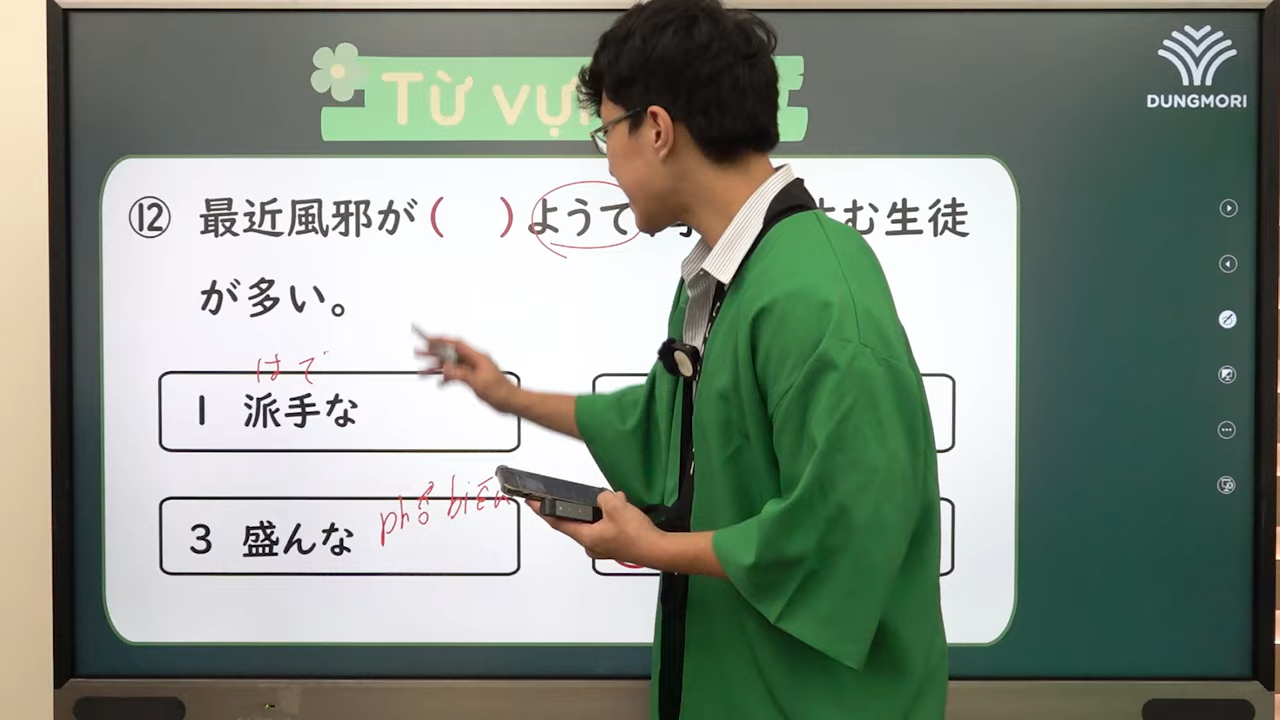 Từ vựn
DUNGMORI
⑫ 最近風邪が( )ようで む生徒
が多い。
はで
1 派手な
3 盛んな
phổ biến